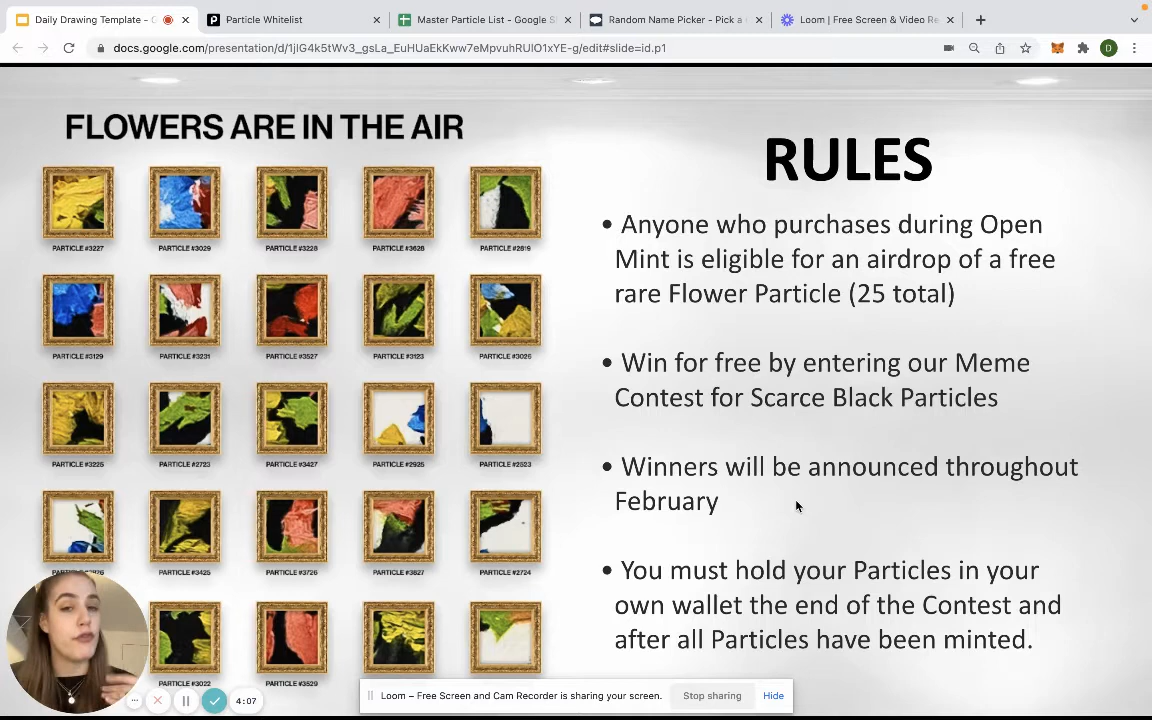 Daily Drawing Template - G
Particle Whitelist
Master Particle List - Google S
Random Name Picker - Pick a
Loom | Free Screen & Video Re
docs.google.com/presentation/d/1jlG4k5tWv3_gsLa_EuHUaEkKww7eMpvuhRUlO1xYE-g/edit#slide=id.p1
D
FLOWERS ARE IN THE AIR
PARTICLE #3227
PARTICLE #3029
PARTICLE #3228
PARTICLE #3628
PARTICLE #2819
PARTICLE #3129
PARTICLE #3231
PARTICLE #3527
PARTICLE #3123
PARTICLE #3026
PARTICLE #3225
PARTICLE #2723
PARTICLE #3427
PARTICLE #2925
PARTICLE #2523
PARTICLE #3425
PARTICLE #3726
PARTICLE #3827
PARTICLE #2724
PARTICLE #3022
PARTICLE #3529
RULES
• Anyone who purchases during Open
Mint is eligible for an airdrop of a free
rare Flower Particle (25 total)
• Win for free by entering our Meme
Contest for Scarce Black Particles
• Winners will be announced throughout
February
• You must hold your Particles in your
own wallet the end of the Contest and
after all Particles have been minted.
4:07
Loom – Free Screen and Cam Recorder is sharing your screen.
Stop sharing
Hide